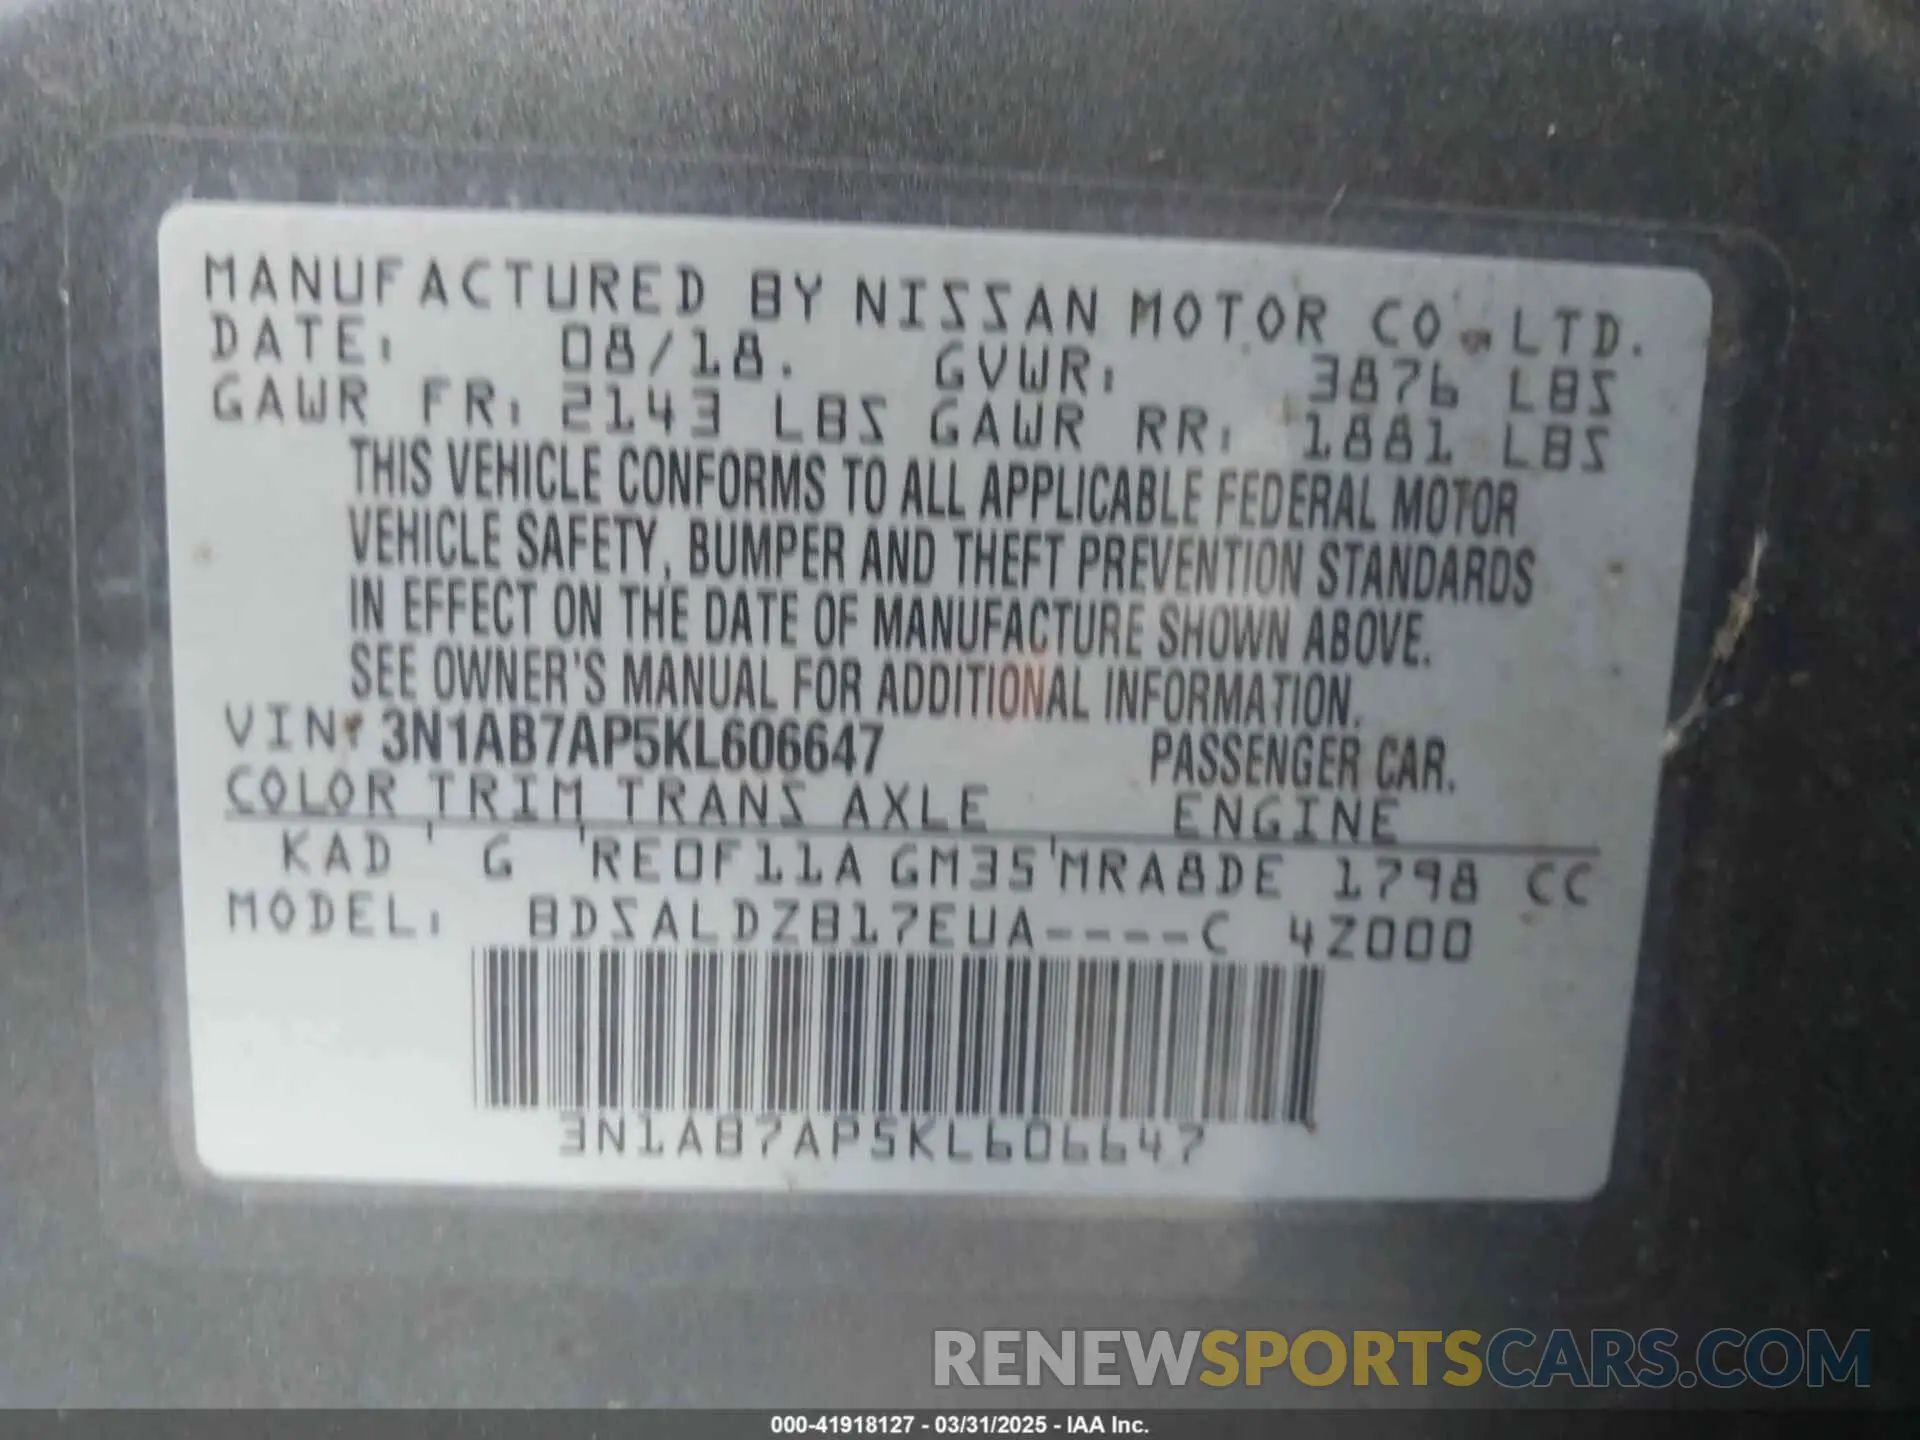 MANUFACTURED BY NISSAN MOTOR CO., LTD.
DATE: 08/18. GVWR: 3876 LBS
GAWR FR: 2143 LBS GAWR RR: 1881 LBS
THIS VEHICLE CONFORMS TO ALL APPLICABLE FEDERAL MOTOR
VEHICLE SAFETY, BUMPER AND THEFT PREVENTION STANDARDS
IN EFFECT ON THE DATE OF MANUFACTURE SHOWN ABOVE.
SEE OWNER'S MANUAL FOR ADDITIONAL INFORMATION.
VIN: 3N1AB7AP5KL606647 PASSENGER CAR.
COLOR TRIM TRANS AXLE ENGINE
KAD ' G 'RE0F11A GM35'MRA8DE 1798 CC
MODEL: BDSALDZB17EUA----C 4Z000
3N1AB7AP5KL606647
RENEWSPORTSCARS.COM
000-41918127 - 03/31/2025 - IAA Inc.